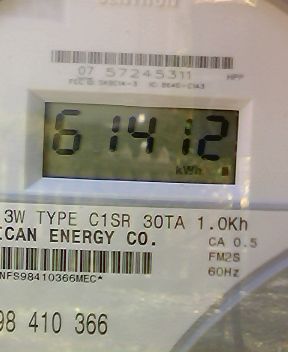 07 57245311 HPP
61412
kWh
3W TYPE C1SR 30TA 1.0Kh
ICAN ENERGY CO.
CA 0.5
FM2S
60Hz
NFS98410366MEC*
98 410 366